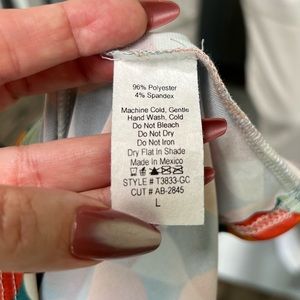 96% Polyester
4% Spandex
Machine Cold, Gentle
Hand Wash, Cold
Do Not Bleach
Do Not Dry
Do Not Iron
Dry Flat In Shade
Made In Mexico
STYLE # T3833-GC
CUT # AB-2845
L